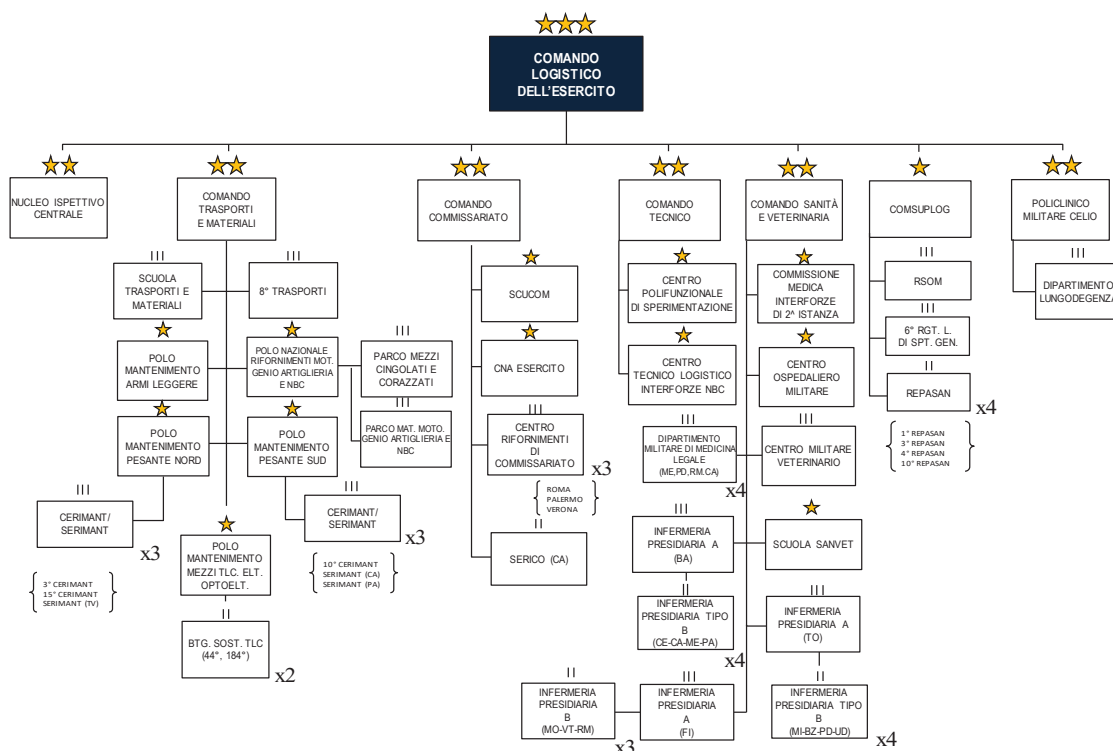 COMANDO
LOGISTICO
DELL'ESERCITO
NUCLEO ISPETTIVO
CENTRALE
COMANDO
TRASPORTI
E MATERIALI
COMANDO
COMMISSARIATO
COMANDO
TECNICO
COMANDO SANITÀ
E VETERINARIA
COMSUPLOG
POLICLINICO
MILITARE CELIO
III
SCUOLA
TRASPORTI E
MATERIALI
III
8° TRASPORTI
POLO
MANTENIMENTO
ARMI LEGGERE
POLO NAZIONALE
RIFORNIMENTI MOT.
GENIO ARTIGLIERIA
E NBC
III
PARCO MEZZI
CINGOLATI E
CORAZZATI
III
PARCO MAT. MOTO.
GENIO ARTIGLIERIA E
NBC
POLO
MANTENIMENTO
PESANTE NORD
POLO
MANTENIMENTO
PESANTE SUD
III
CERIMANT/
SERIMANT
x3
3° CERIMANT
15° CERIMANT
SERIMANT (TV)
III
CERIMANT/
SERIMANT
x3
10° CERIMANT
SERIMANT (CA)
SERIMANT (PA)
POLO
MANTENIMENTO
MEZZI TLC. ELT.
OPTOELT.
II
BTG. SOST. TLC
(44°, 184°)
x2
SCUCOM
CNA ESERCITO
III
CENTRO
RIFORNIMENTI
DI
COMMISSARIATO
x3
ROMA
PALERMO
VERONA
II
SERICO (CA)
CENTRO
POLIFUNZIONALE
DI SPERIMENTAZIONE
CENTRO
TECNICO LOGISTICO
INTERFORZE NBC
COMMISSIONE
MEDICA
INTERFORZE
DI 2^ ISTANZA
CENTRO
OSPEDALIERO
MILITARE
III
DIPARTIMENTO
MILITARE DI MEDICINA
LEGALE
(ME,PD,RM.CA)
x4
III
CENTRO MILITARE
VETERINARIO
III
INFERMERIA
PRESIDIARIA A
(BA)
SCUOLA SANVET
II
INFERMERIA
PRESIDIARIA TIPO
B
(CE-CA-ME-PA)
x4
III
INFERMERIA
PRESIDIARIA A
(TO)
II
INFERMERIA
PRESIDIARIA
B
(MO-VT-RM)
x3
III
INFERMERIA
PRESIDIARIA
A
(FI)
II
INFERMERIA
PRESIDIARIA TIPO
B
(MI-BZ-PD-UD)
x4
III
RSOM
III
6° RGT. L.
DI SPT. GEN.
II
REPASAN
x4
1° REPASAN
3° REPASAN
4° REPASAN
10° REPASAN
III
DIPARTIMENTO
LUNGODEGENZA